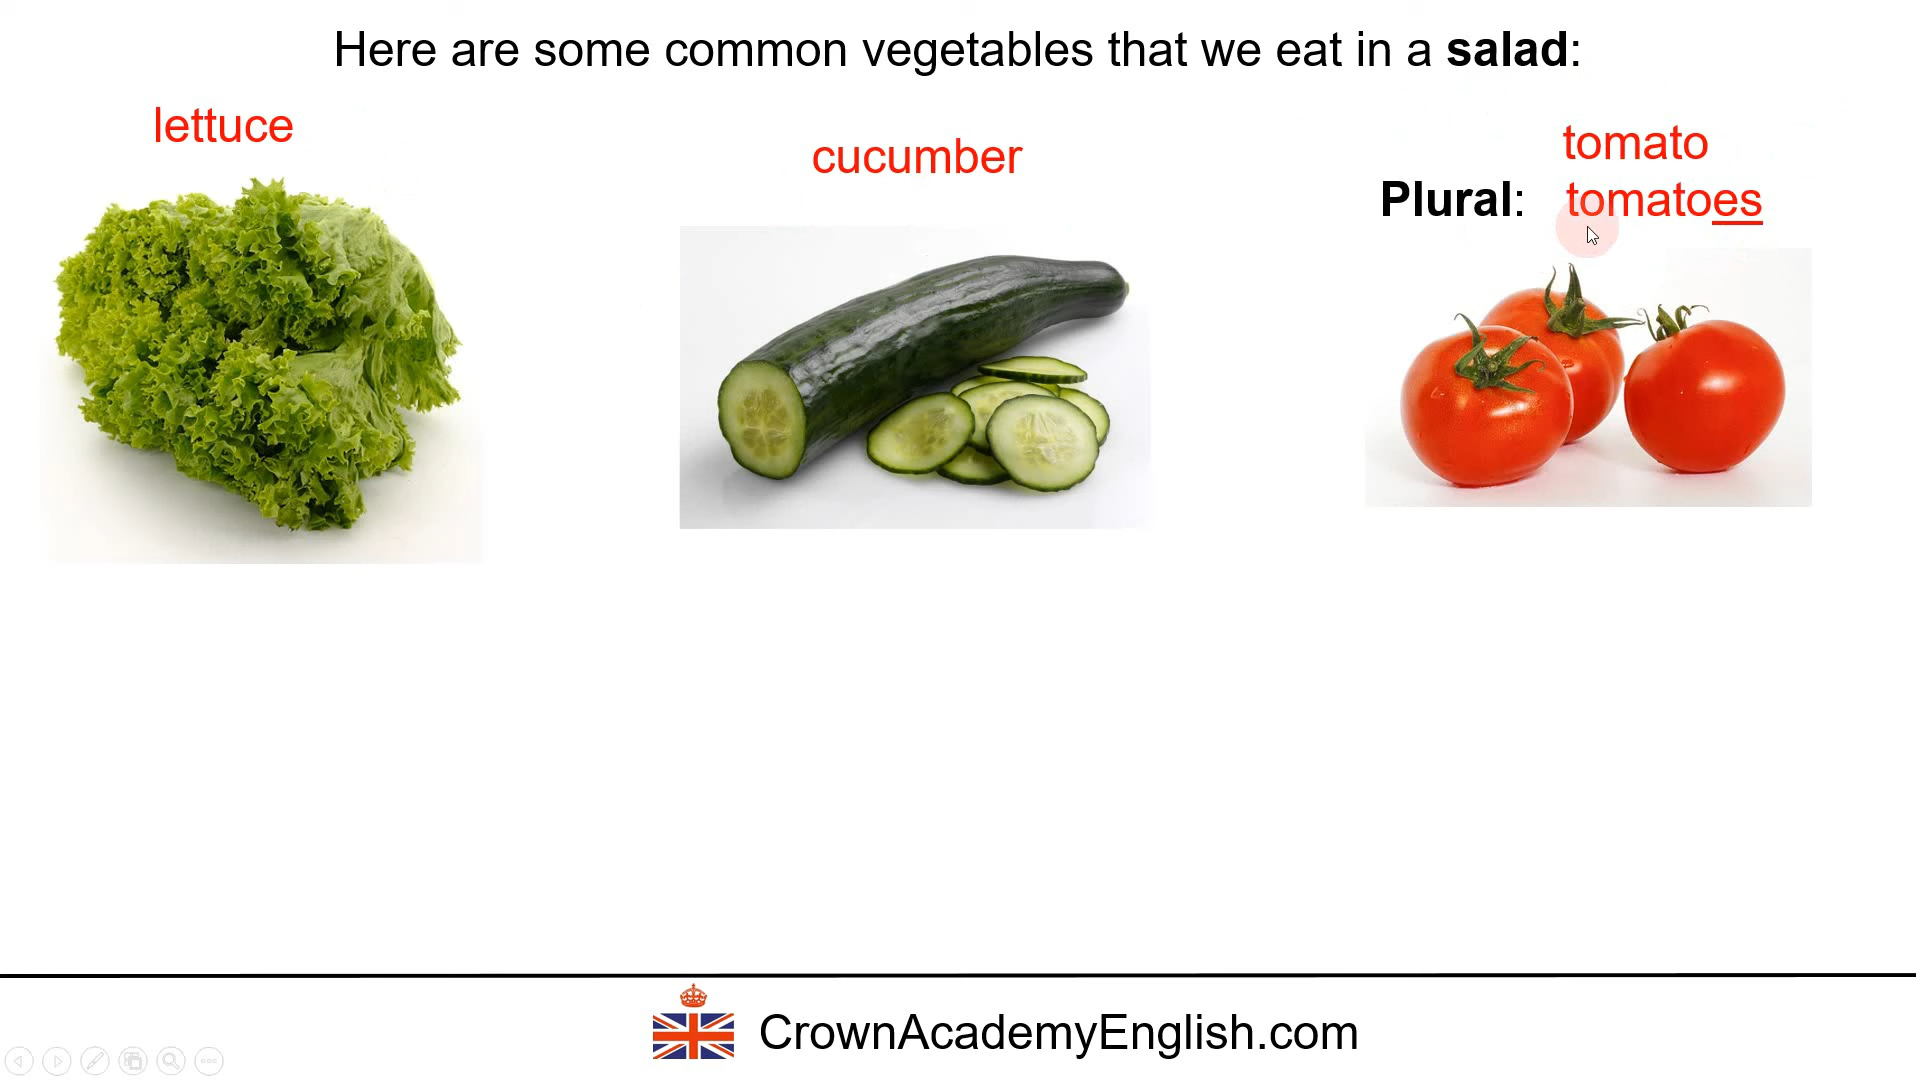 Here are some common vegetables that we eat in a salad:
lettuce
cucumber
tomato
Plural: tomatoes
CrownAcademyEnglish.com